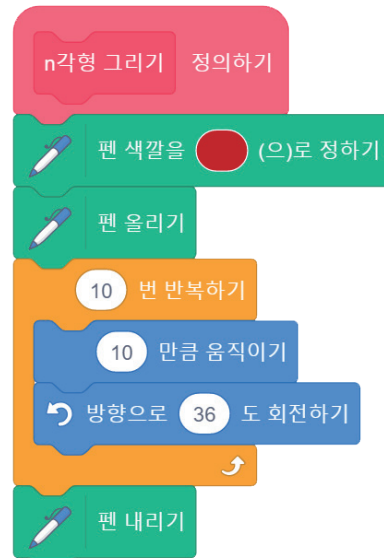 n각형 그리기 정의하기
펜 색깔을 (으)로 정하기
펜 올리기
10 번 반복하기
10 만큼 움직이기
방향으로 36 도 회전하기
펜 내리기